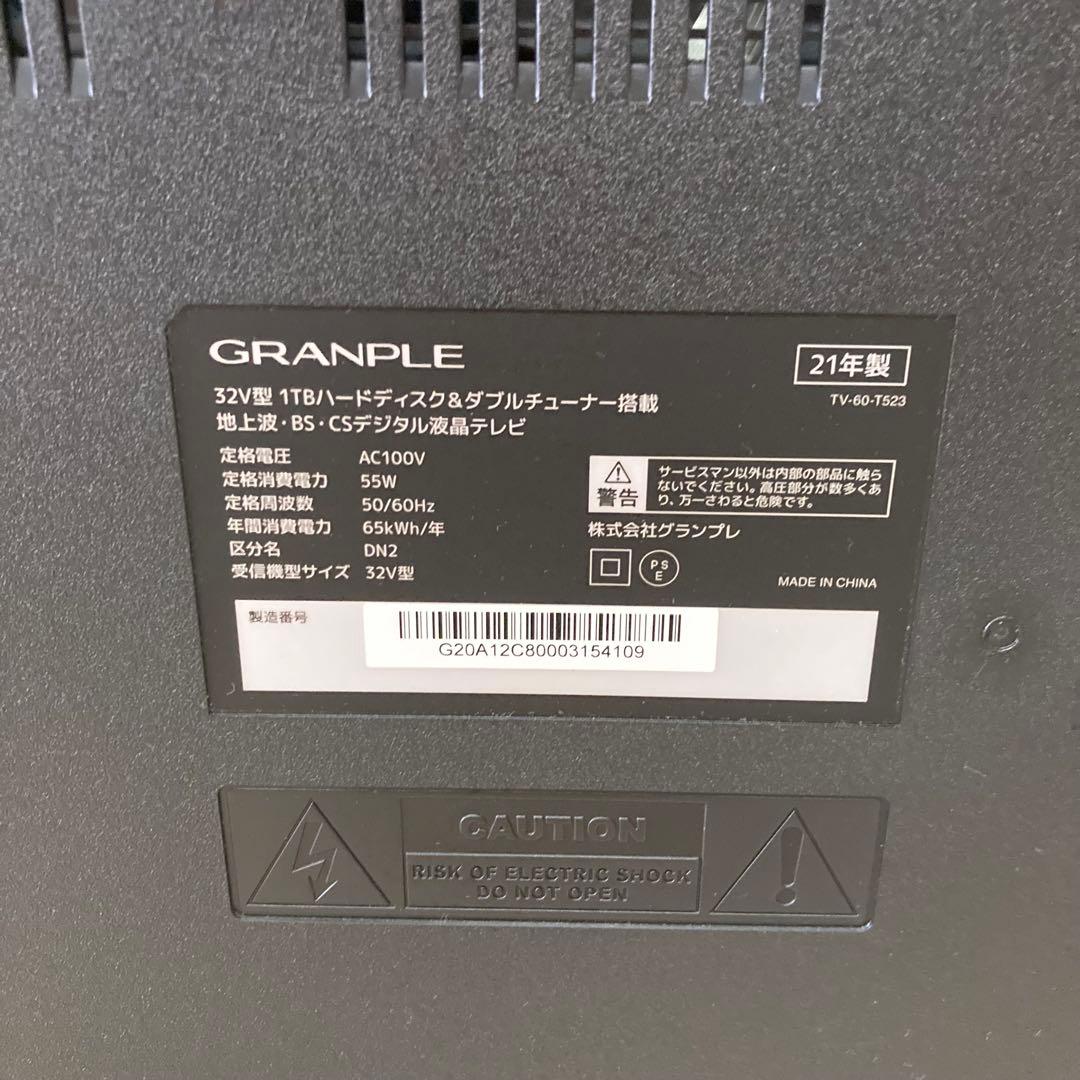 GRANPLE
21年製
TV-60-T523
32V型 1TBハードディスク&ダブルチューナー搭載
地上波・BS・CSデジタル液晶テレビ
定格電圧 AC100V
定格消費電力 55W
定格周波数 50/60Hz
年間消費電力 65kWh/年
区分名 DN2
受信機型サイズ 32V型
警告
サービスマン以外は内部の部品に触ら
ないでください。高圧部分が数多くあ
り、万一さわると危険です。
株式会社グランプレ
PS
E
MADE IN CHINA
製造番号
G20A12C80003154109
CAUTION
RISK OF ELECTRIC SHOCK
DO NOT OPEN